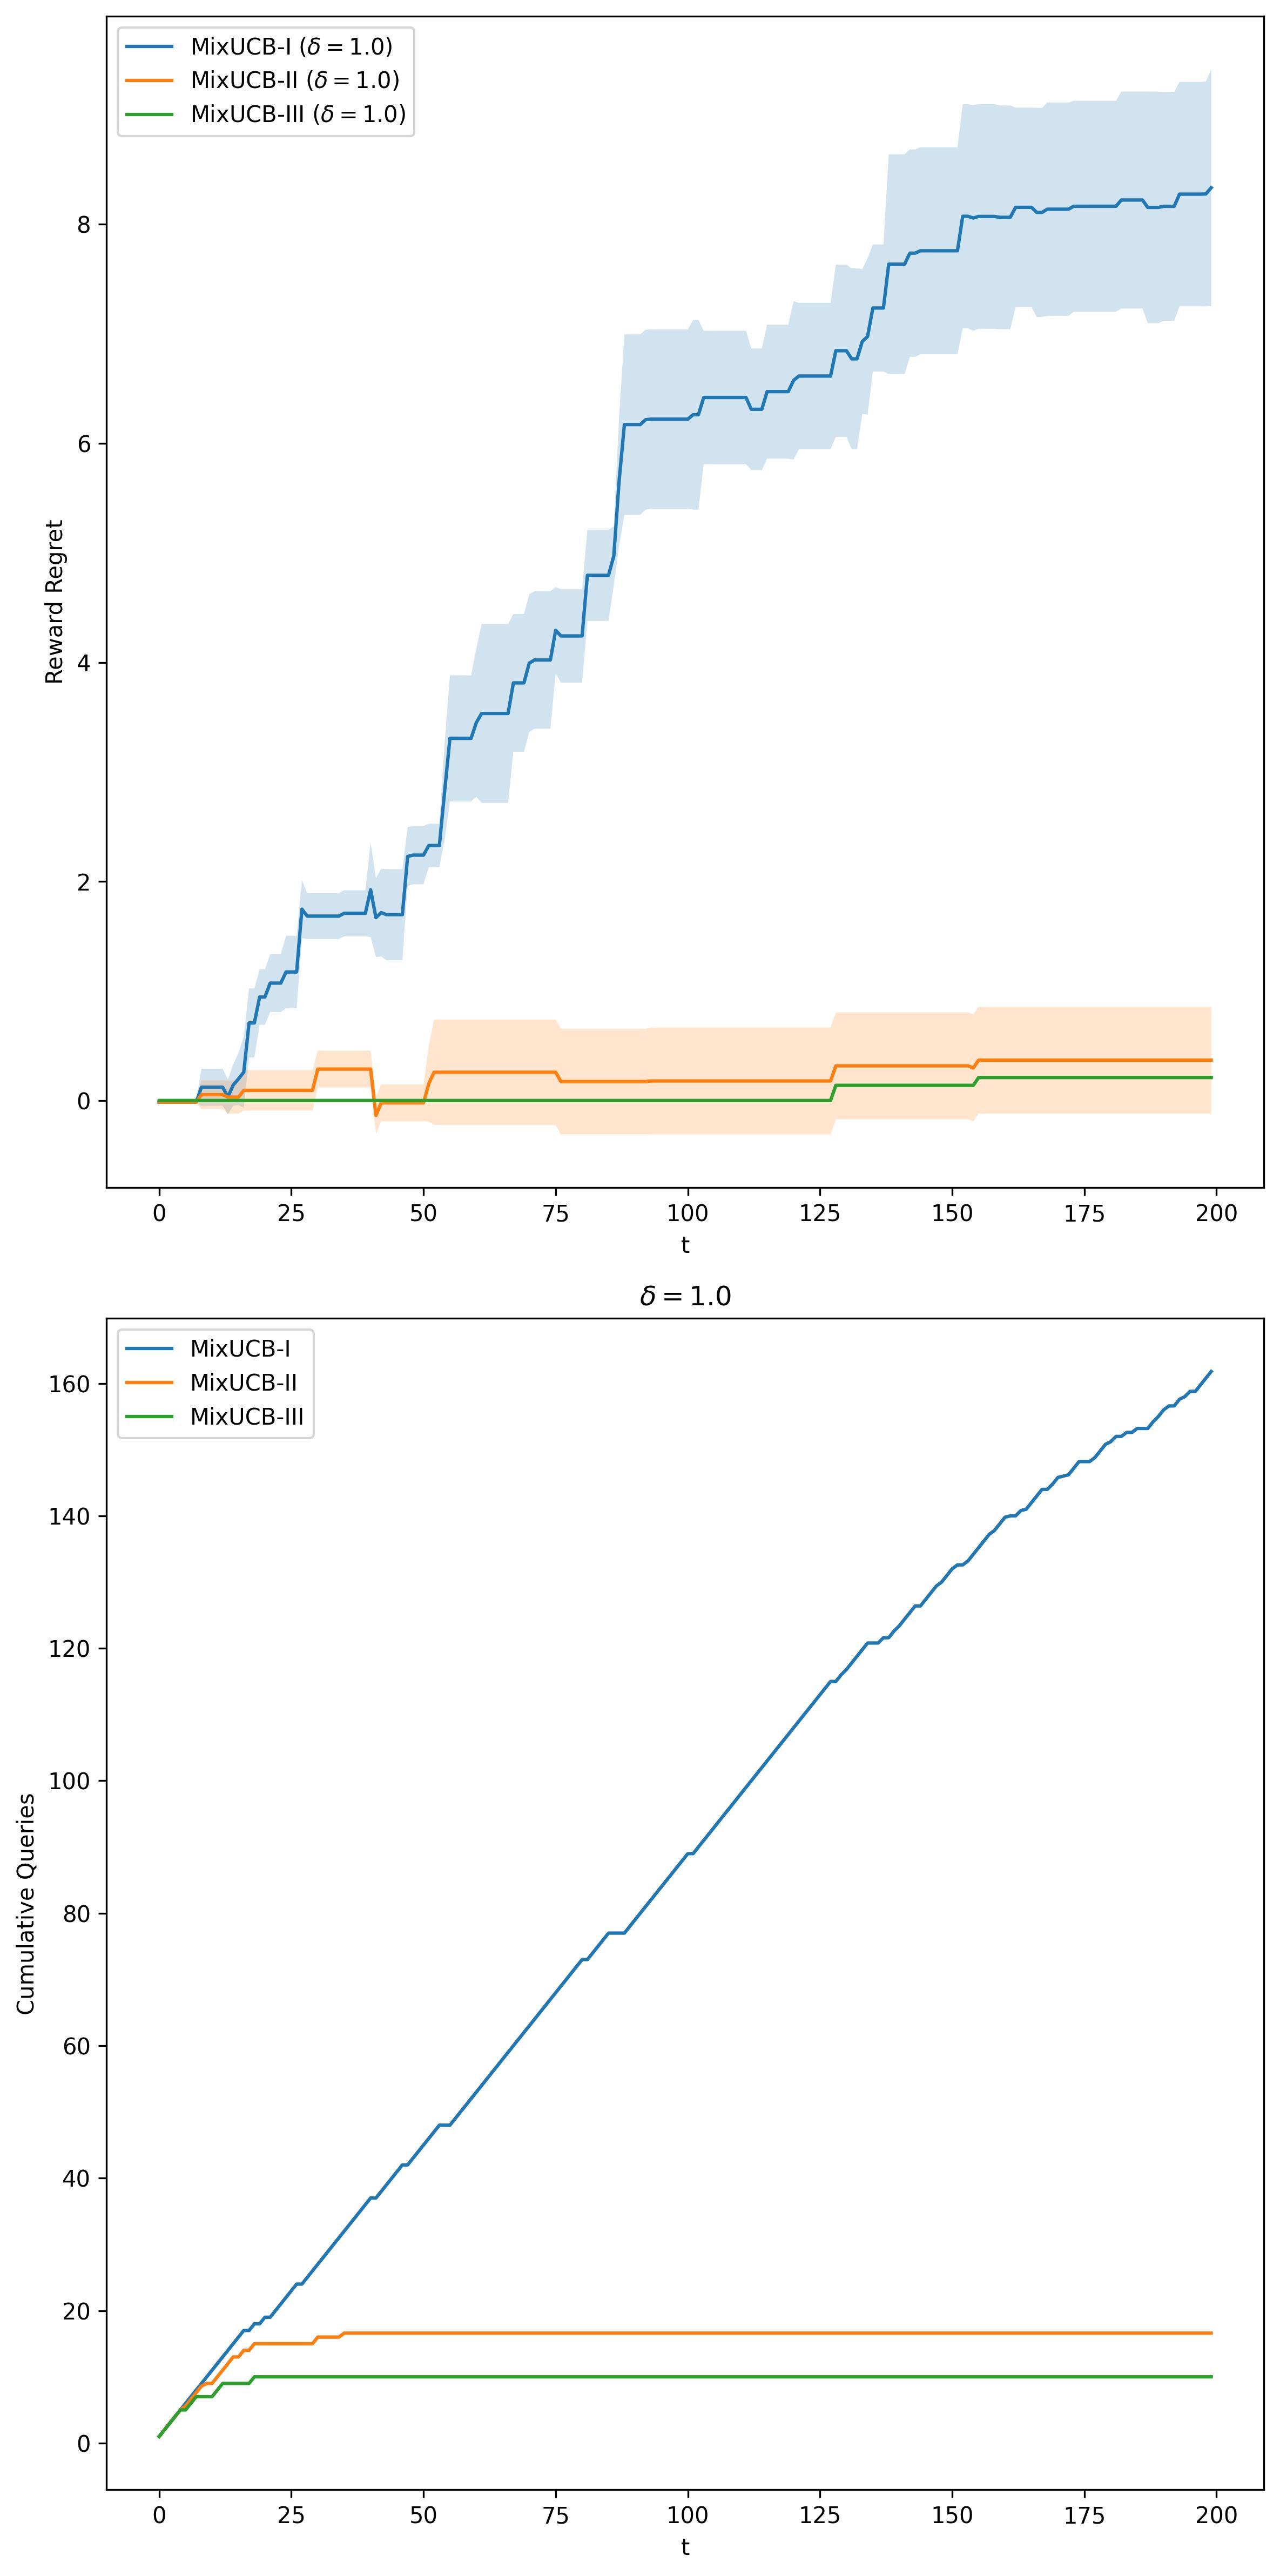 MixUCB-I (δ = 1.0)
MixUCB-II (δ = 1.0)
MixUCB-III (δ = 1.0)
8
6
4
2
0
Reward Regret
0 25 50 75 100 125 150 175 200
t
δ = 1.0
MixUCB-I
MixUCB-II
MixUCB-III
160
140
120
100
80
60
40
20
0
Cumulative Queries
0 25 50 75 100 125 150 175 200
t